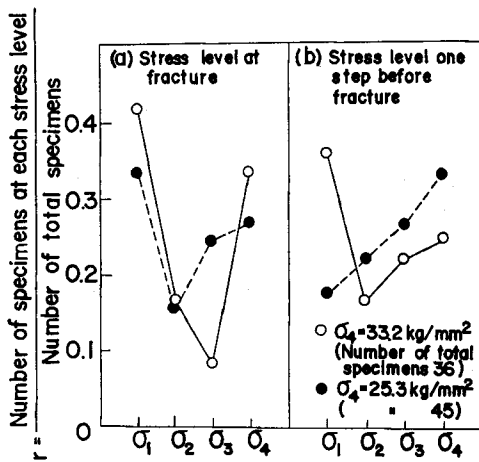 r = Number of specimens at each stress level
Number of total specimens
(a) Stress level at
fracture
(b) Stress level one
step before
fracture
0.4
0.3
0.2
0.1
0
σ₄=33.2 kg/mm²
(Number of total
specimens 36)
σ₄=25.3 kg/mm²
( " 45)
σ₁ σ₂ σ₃ σ₄
σ₁ σ₂ σ₃ σ₄